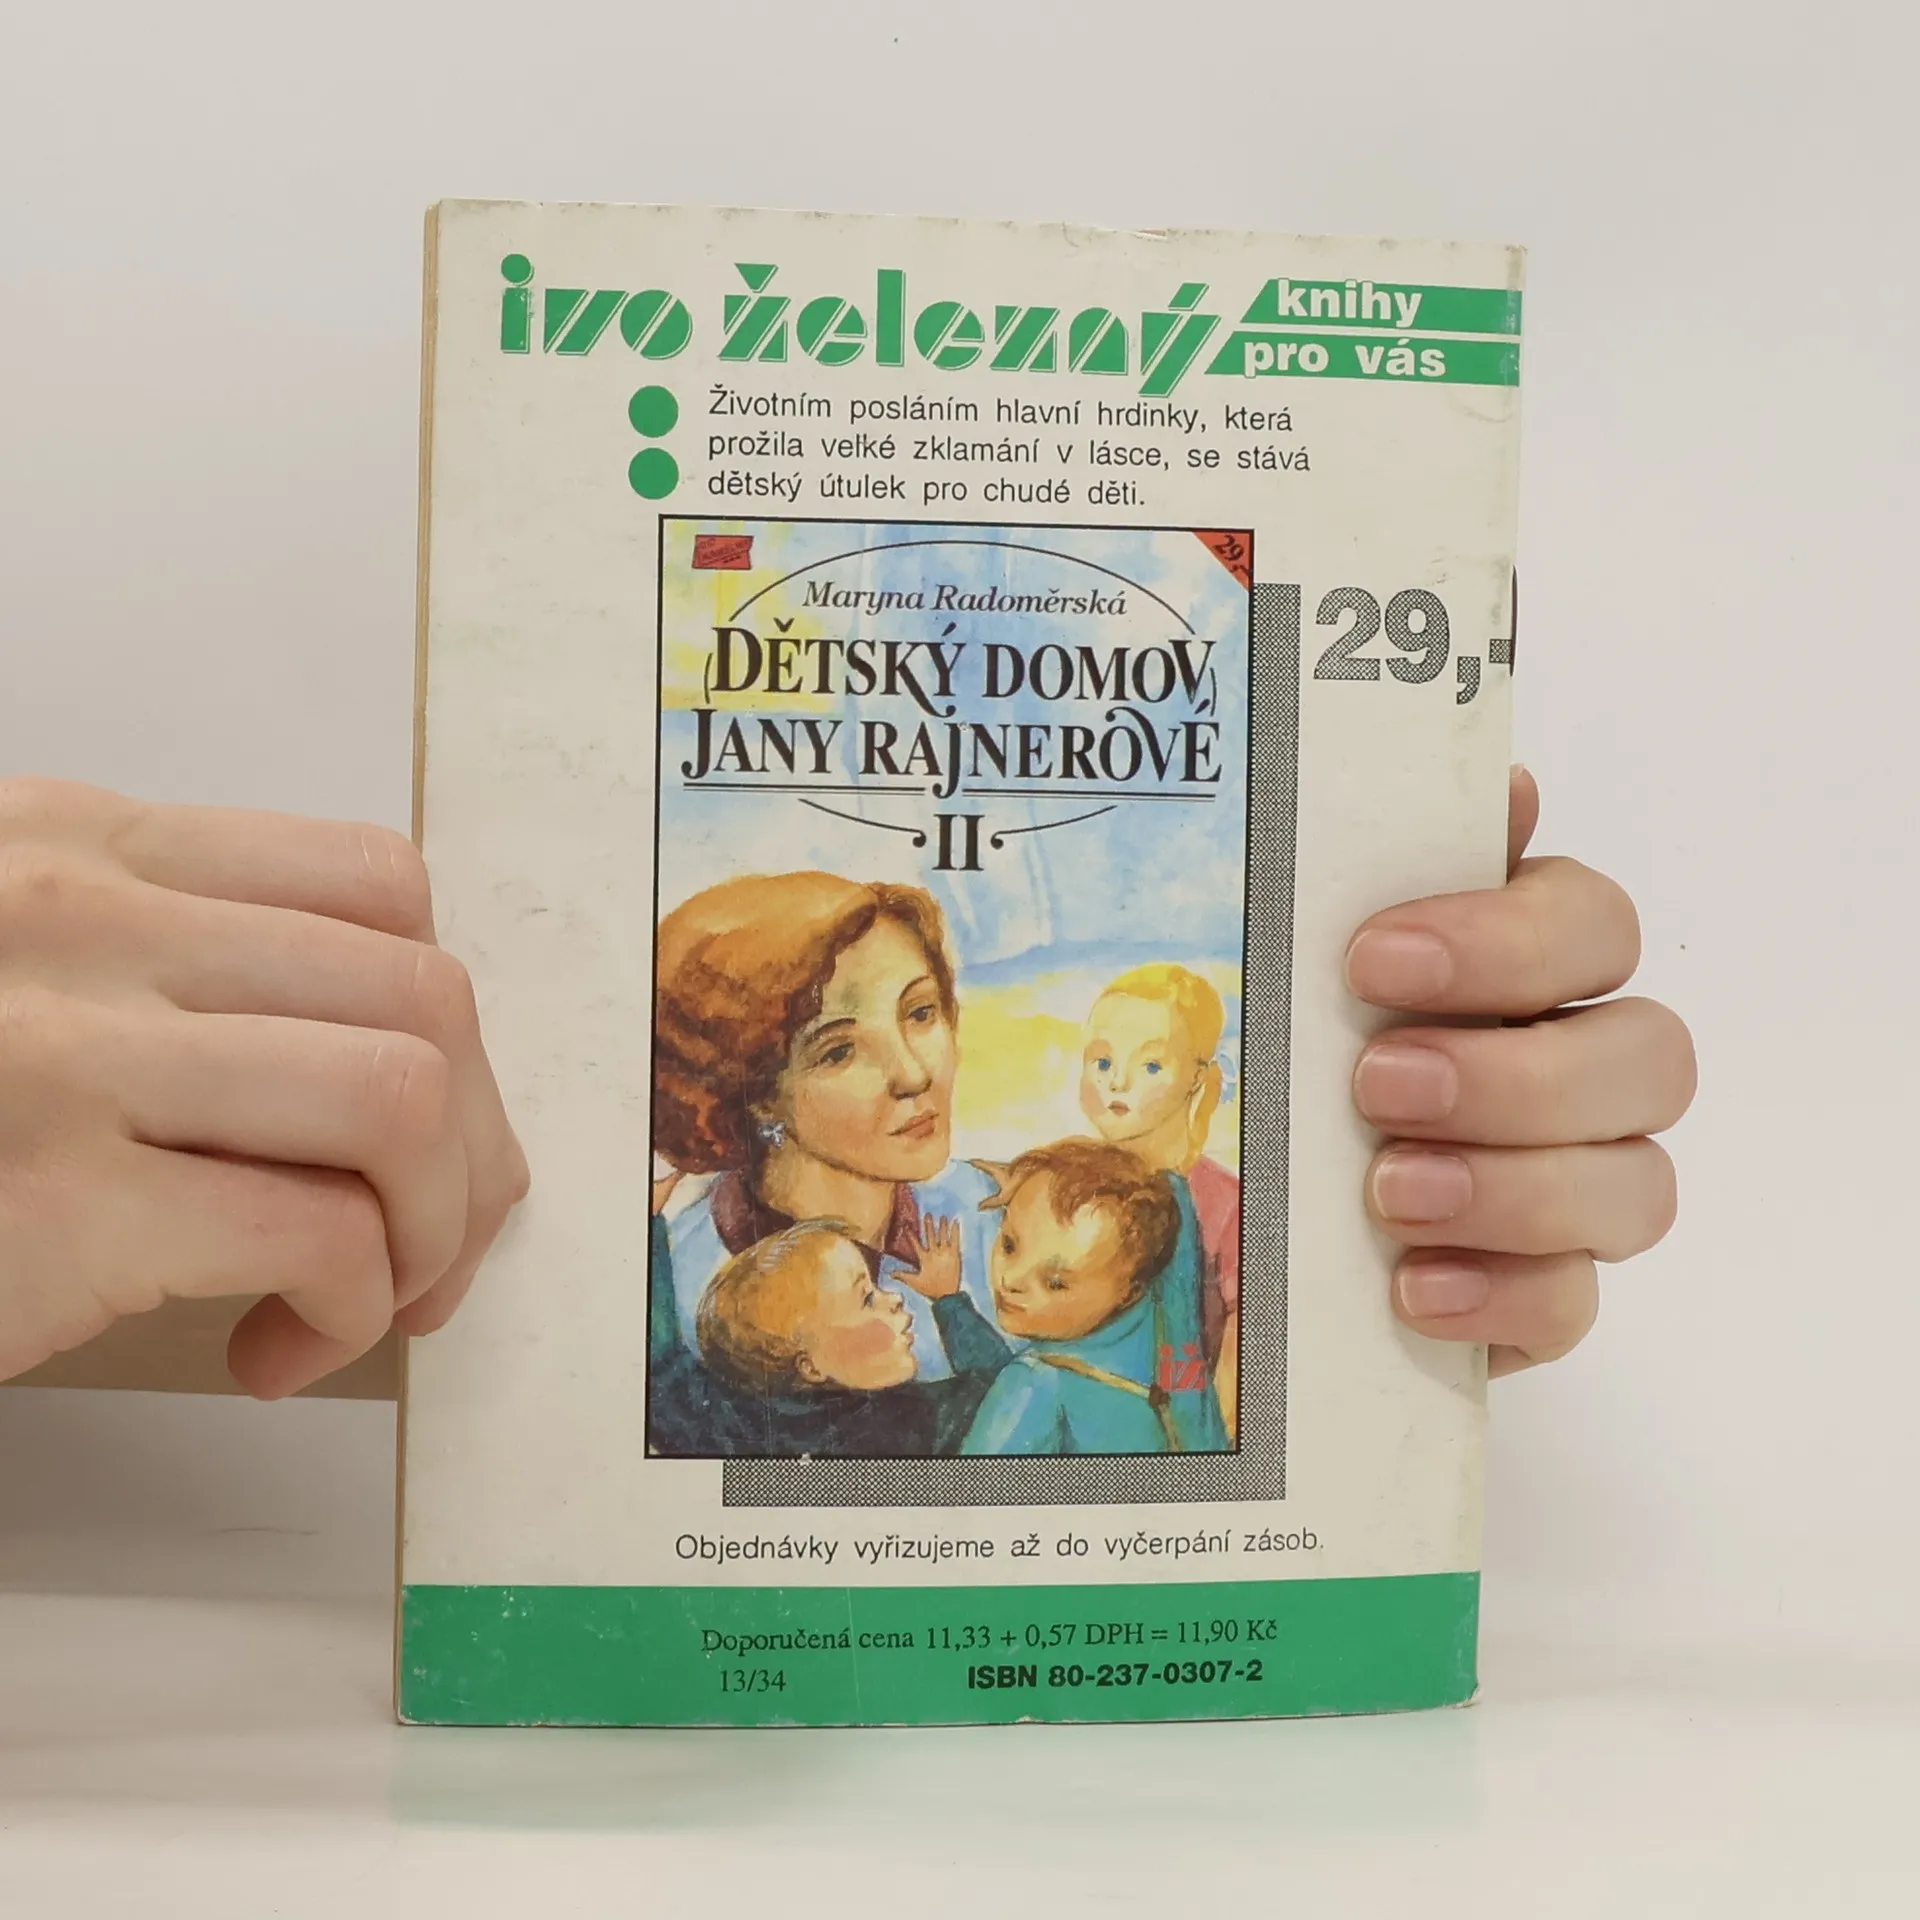 ivo železný
knihy
pro vás
Životním posláním hlavní hrdinky, která
prožila velké zklamání v lásce, se stává
dětský útulek pro chudé děti.
29,-
Maryna Radoměrská
DĚTSKÝ DOMOV
JANY RAJNEROVÉ
·II·
29,-
iž
Objednávky vyřizujeme až do vyčerpání zásob.
Doporučená cena 11,33 + 0,57 DPH = 11,90 Kč
13/34 ISBN 80-237-0307-2